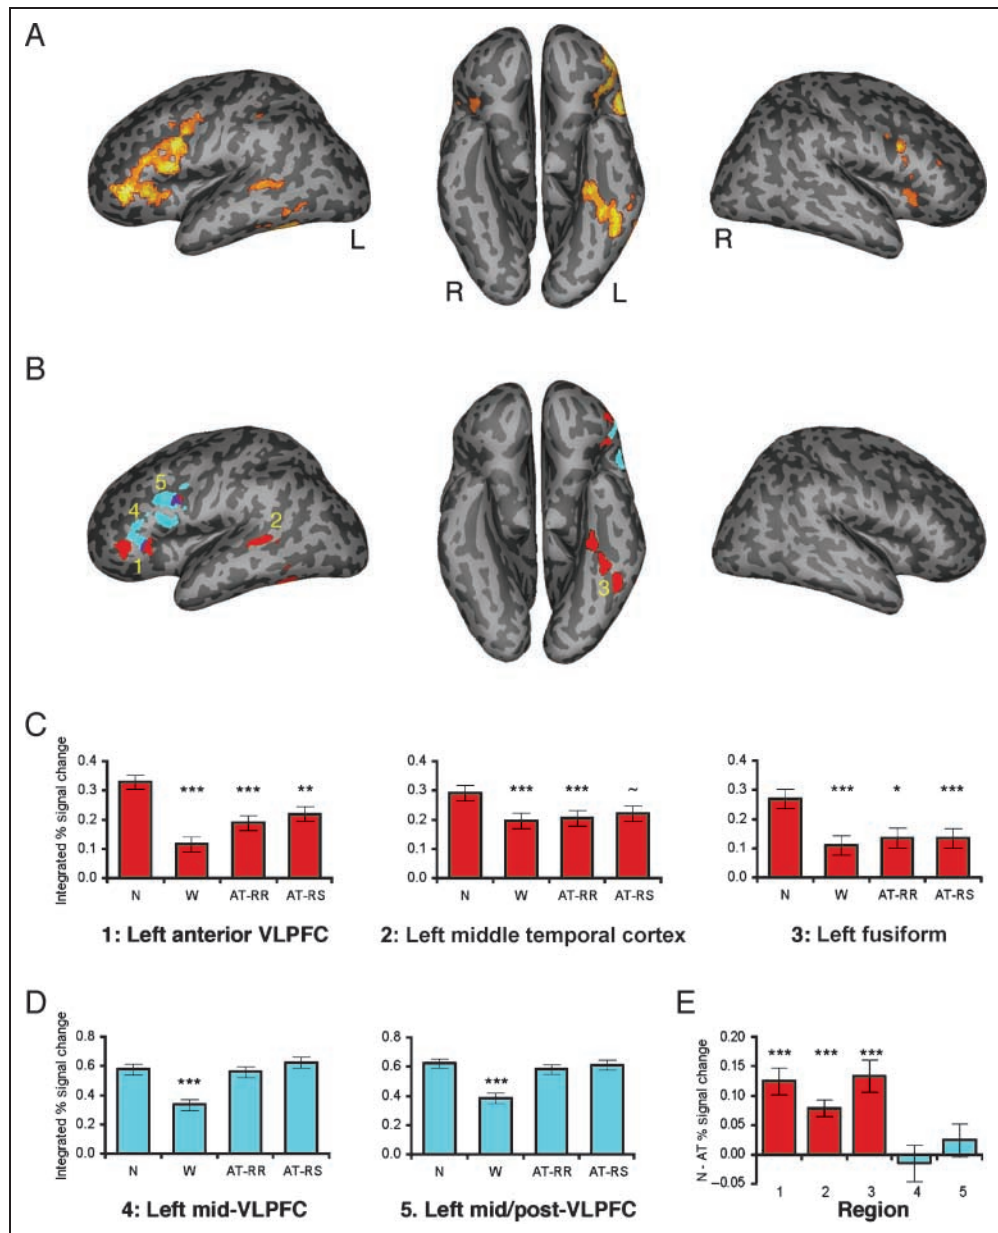 A
L
R
L
R
B
5
4
2
1
3
C
Integrated % signal change
0.4
0.3
0.2
0.1
0.0
*** *** **
N W AT-RR AT-RS
1: Left anterior VLPFC
0.4
0.3
0.2
0.1
0.0
*** *** ~
N W AT-RR AT-RS
2: Left middle temporal cortex
0.4
0.3
0.2
0.1
0.0
*** * ***
N W AT-RR AT-RS
3: Left fusiform
D
Integrated % signal change
0.8
0.6
0.4
0.2
0.0
***
N W AT-RR AT-RS
4: Left mid-VLPFC
0.8
0.6
0.4
0.2
0.0
***
N W AT-RR AT-RS
5. Left mid/post-VLPFC
E
N - AT % signal change
0.20
0.15
0.10
0.05
0.00
−0.05
*** *** ***
1 2 3 4 5
Region